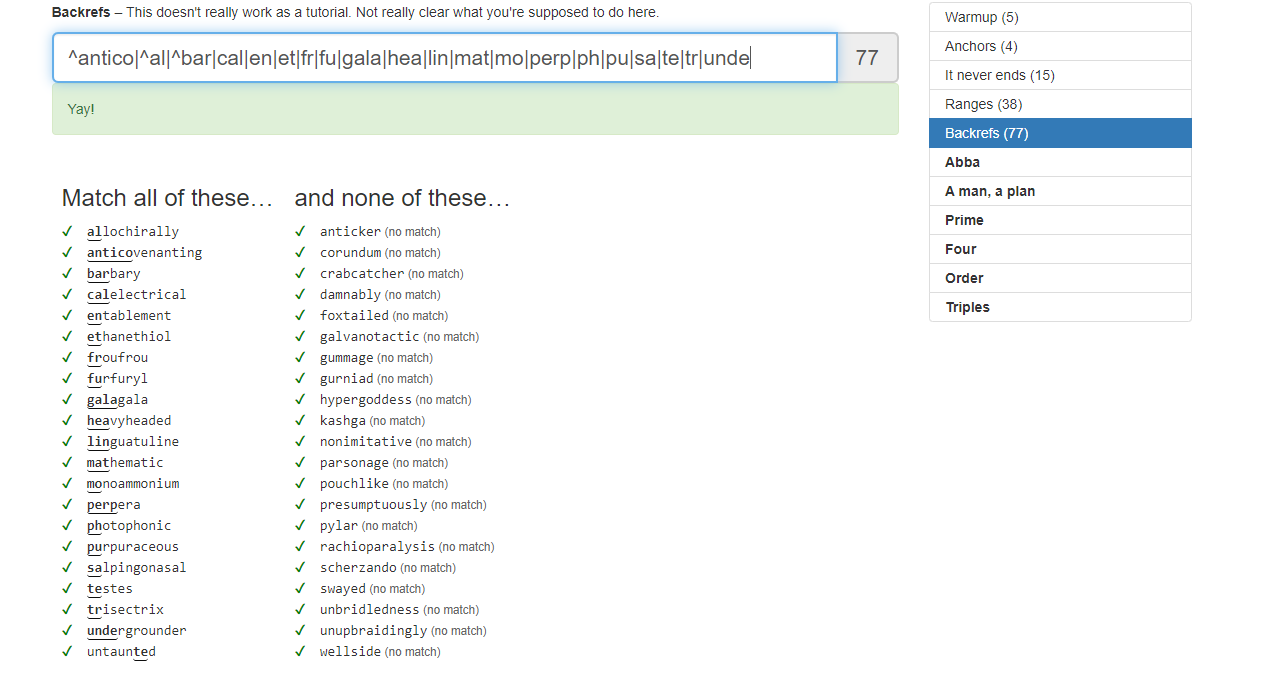 Backrefs – This doesn't really work as a tutorial. Not really clear what you're supposed to do here.
^antico|^al|^bar|cal|en|et|fr|fu|gala|hea|lin|mat|mo|perp|ph|pu|sa|te|tr|unde
77
Yay!
Match all of these…
✓ allochirally
✓ anticovenanting
✓ barbary
✓ calelectrical
✓ entablement
✓ ethanethiol
✓ froufrou
✓ furfuryl
✓ galagala
✓ heavyheaded
✓ linguatuline
✓ mathematic
✓ monoammonium
✓ perpera
✓ photophonic
✓ purpuraceous
✓ salpingonasal
✓ testes
✓ trisectrix
✓ undergrounder
✓ untaunted
and none of these…
✓ anticker (no match)
✓ corundum (no match)
✓ crabcatcher (no match)
✓ damnably (no match)
✓ foxtailed (no match)
✓ galvanotactic (no match)
✓ gummage (no match)
✓ gurniad (no match)
✓ hypergoddess (no match)
✓ kashga (no match)
✓ nonimitative (no match)
✓ parsonage (no match)
✓ pouchlike (no match)
✓ presumptuously (no match)
✓ pylar (no match)
✓ rachioparalysis (no match)
✓ scherzando (no match)
✓ swayed (no match)
✓ unbridledness (no match)
✓ unupbraidingly (no match)
✓ wellside (no match)
Warmup (5)
Anchors (4)
It never ends (15)
Ranges (38)
Backrefs (77)
Abba
A man, a plan
Prime
Four
Order
Triples